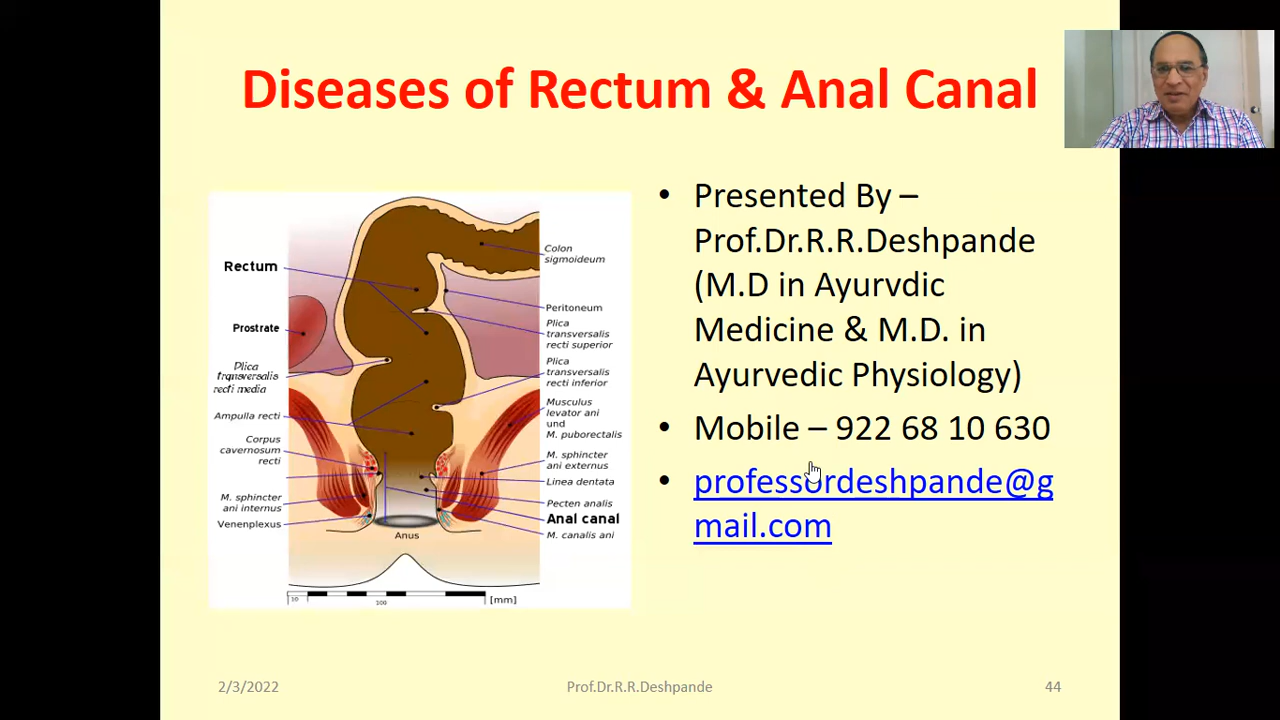 Diseases of Rectum & Anal Canal
Rectum
Prostrate
Plica
transversalis
recti media
Ampulla recti
Corpus
cavernosum
recti
M. sphincter
ani internus
Venenplexus
Colon
sigmoideum
Peritoneum
Plica
transversalis
recti superior
Plica
transversalis
recti inferior
Musculus
levator ani
und
M. puborectalis
M. sphincter
ani externus
Linea dentata
Pecten analis
Anal canal
M. canalis ani
Anus
10
100
[mm]
• Presented By –
Prof.Dr.R.R.Deshpande
(M.D in Ayurvdic
Medicine & M.D. in
Ayurvedic Physiology)
• Mobile – 922 68 10 630
• professordeshpande@g
mail.com
2/3/2022
Prof.Dr.R.R.Deshpande
44